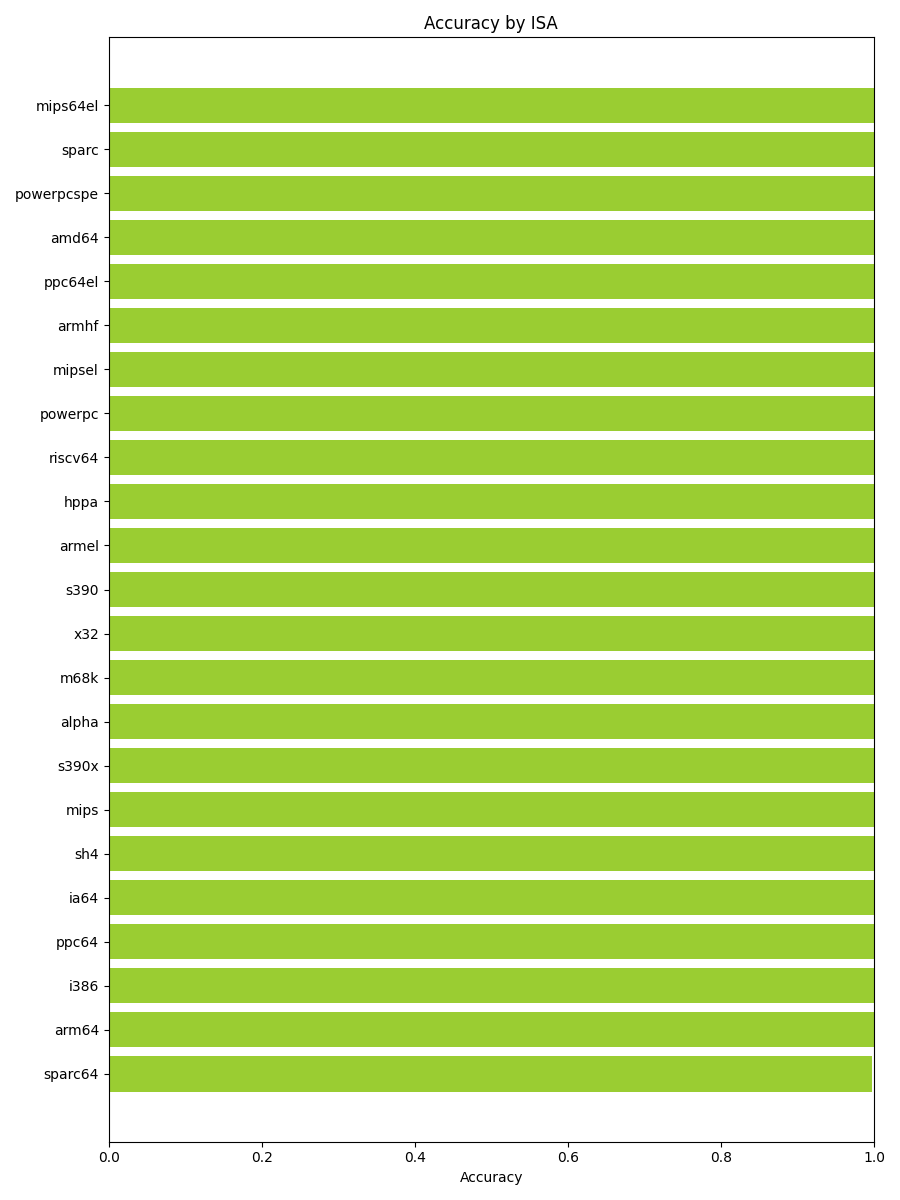 Accuracy by ISA
mips64el
sparc
powerpcspe
amd64
ppc64el
armhf
mipsel
powerpc
riscv64
hppa
armel
s390
x32
m68k
alpha
s390x
mips
sh4
ia64
ppc64
i386
arm64
sparc64
0.0 0.2 0.4 0.6 0.8 1.0
Accuracy